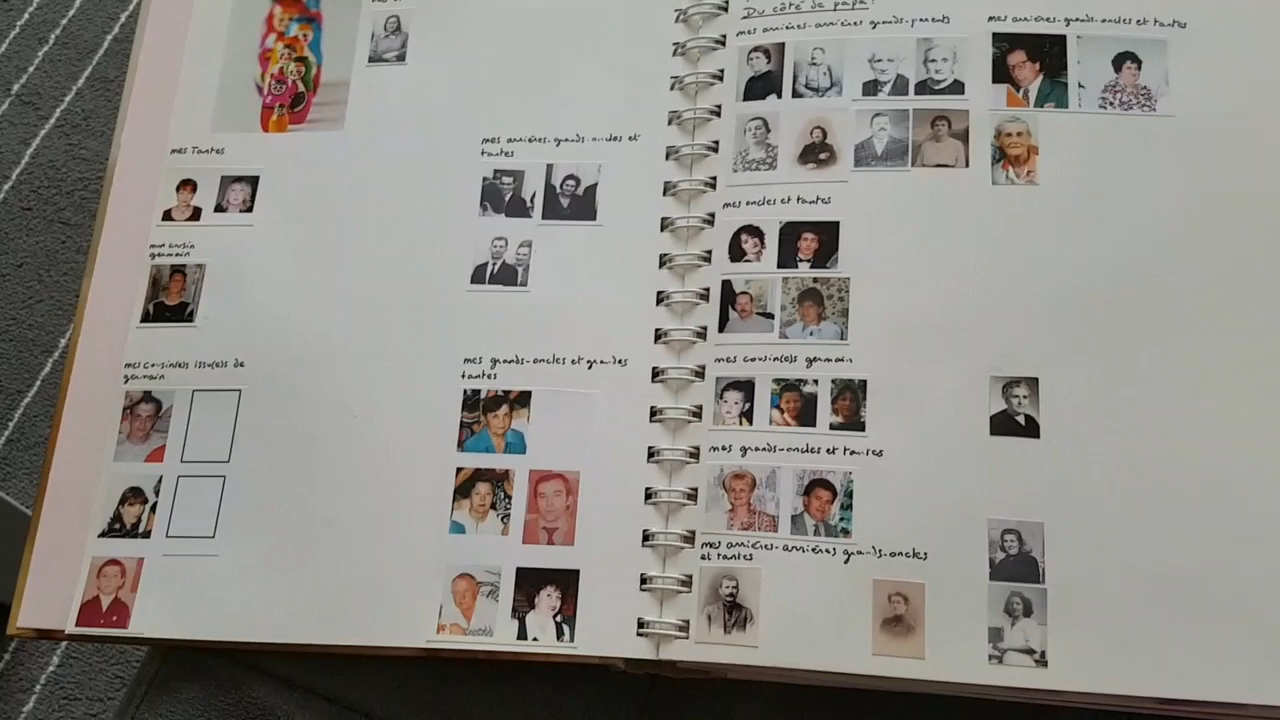 mes Tantes
mon cousin
germain
mes cousin(e)s issu(e)s de
germain
mes arrières-grands-oncles et
tantes
mes grands-oncles et grandes
tantes
Du côté de papa:
mes arrières-arrières grands-parents
mes oncles et tantes
mes cousin(e)s germain
mes grands-oncles et tantes
mes arrières-arrières grands-oncles
et tantes
mes arrières-grands-oncles et tantes